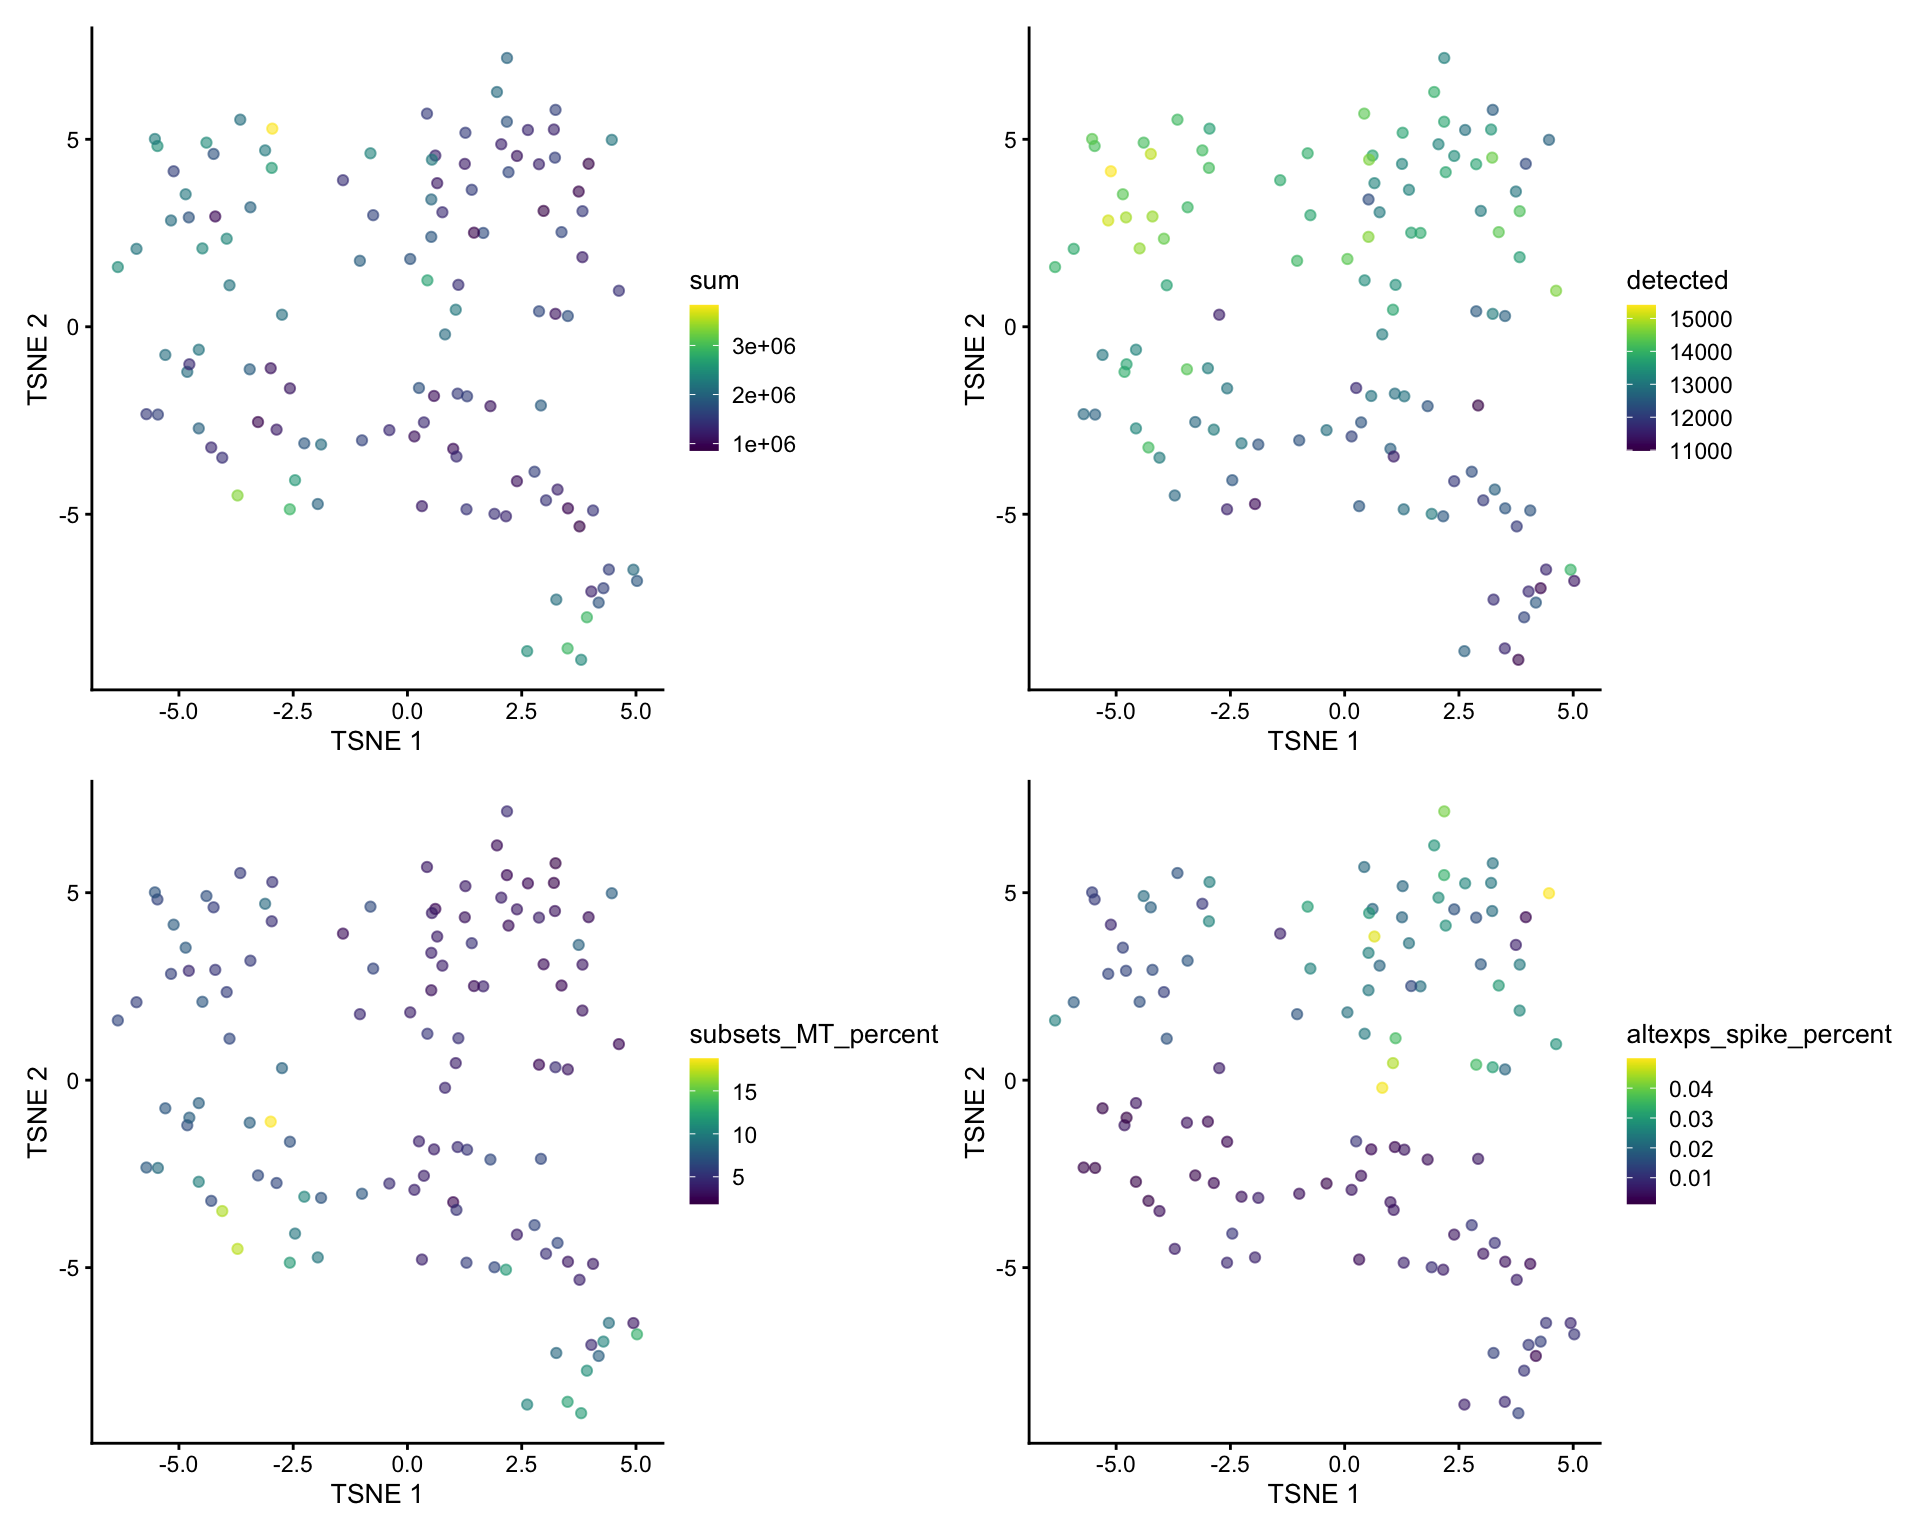 TSNE 2
5
0
-5
-5.0 -2.5 0.0 2.5 5.0
TSNE 1
sum
3e+06
2e+06
1e+06
TSNE 2
5
0
-5
-5.0 -2.5 0.0 2.5 5.0
TSNE 1
detected
15000
14000
13000
12000
11000
TSNE 2
5
0
-5
-5.0 -2.5 0.0 2.5 5.0
TSNE 1
subsets_MT_percent
15
10
5
TSNE 2
5
0
-5
-5.0 -2.5 0.0 2.5 5.0
TSNE 1
altexps_spike_percent
0.04
0.03
0.02
0.01